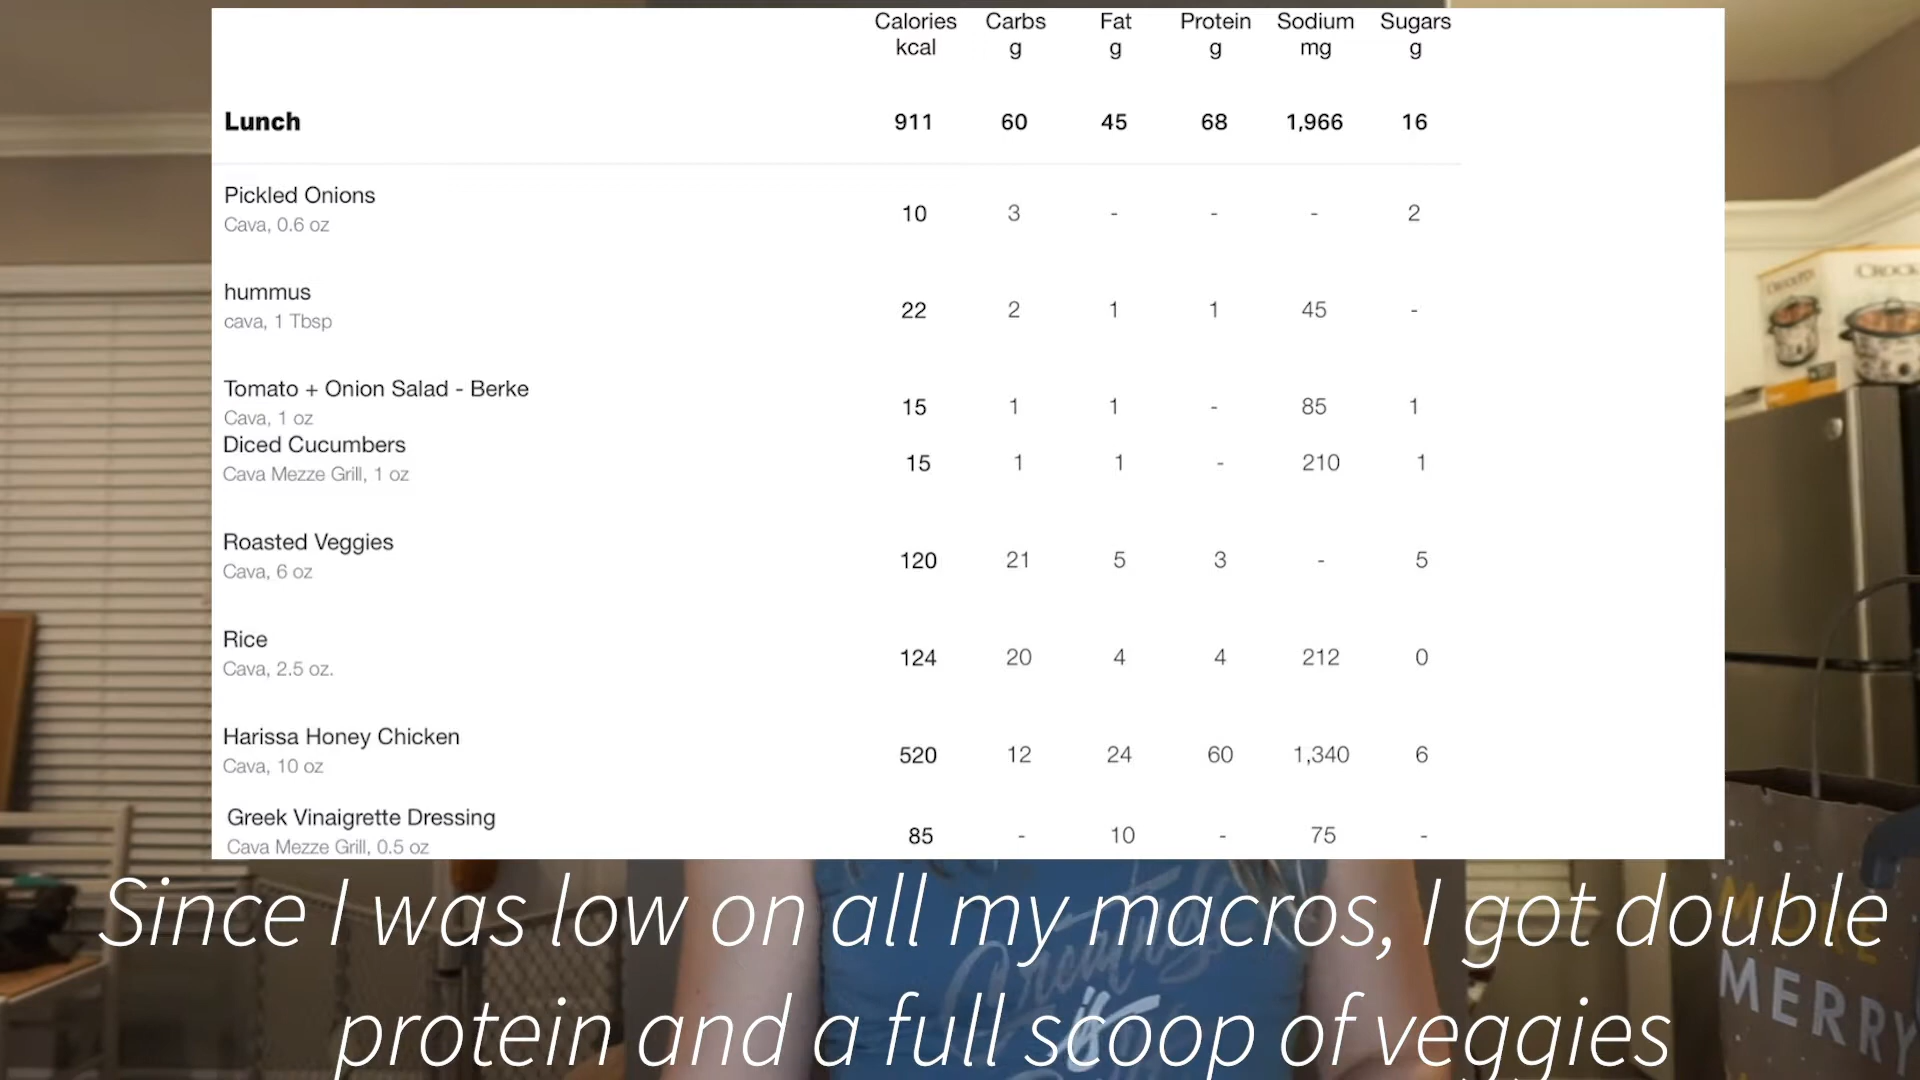 Calories Carbs Fat Protein Sodium Sugars
kcal g g g mg g
Lunch 911 60 45 68 1,966 16
Pickled Onions
Cava, 0.6 oz
10 3 - - - 2
hummus
cava, 1 Tbsp
22 2 1 1 45 -
Tomato + Onion Salad - Berke
Cava, 1 oz
15 1 1 - 85 1
Diced Cucumbers
Cava Mezze Grill, 1 oz
15 1 1 - 210 1
Roasted Veggies
Cava, 6 oz
120 21 5 3 - 5
Rice
Cava, 2.5 oz.
124 20 4 4 212 0
Harissa Honey Chicken
Cava, 10 oz
520 12 24 60 1,340 6
Greek Vinaigrette Dressing
Cava Mezze Grill, 0.5 oz
85 - 10 - 75 -
Since I was low on all my macros, I got double
protein and a full scoop of veggies
MORE
MERRY